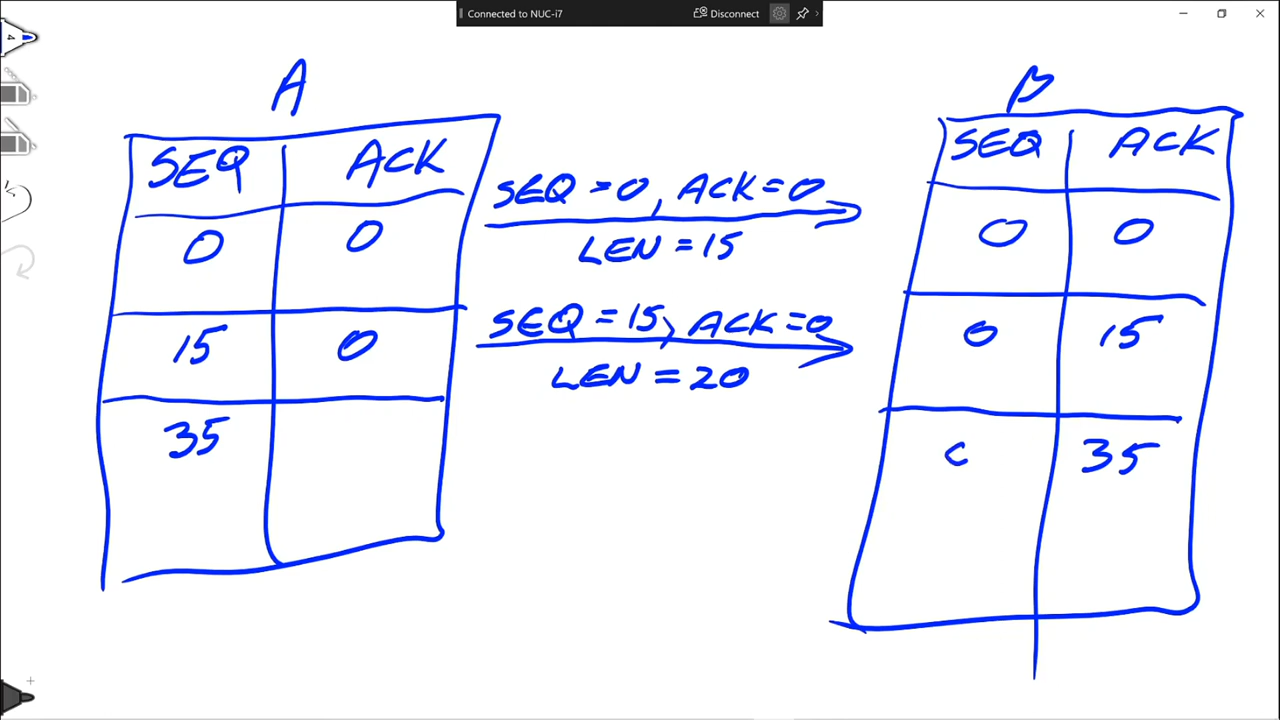 Connected to NUC-i7
Disconnect
A
SEQ ACK
0 0
15 0
35
SEQ = 0, ACK = 0
LEN = 15
SEQ = 15, ACK = 0
LEN = 20
B
SEQ ACK
0 0
0 15
35